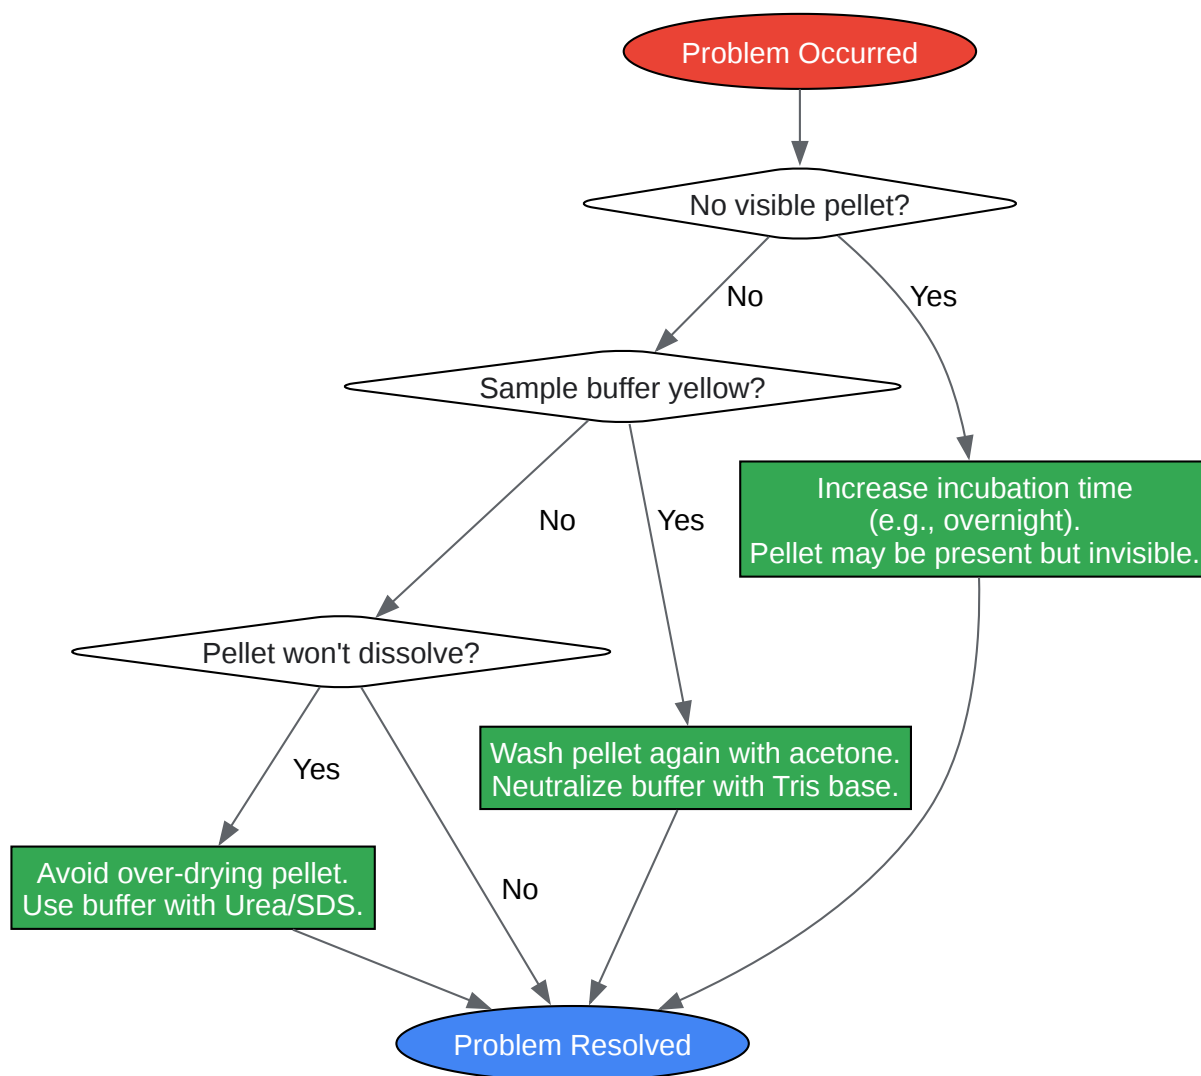 Problem Occurred
No visible pellet?
No
Yes
Sample buffer yellow?
Increase incubation time
(e.g., overnight).
Pellet may be present but invisible.
No
Yes
Pellet won't dissolve?
Wash pellet again with acetone.
Neutralize buffer with Tris base.
Yes
Avoid over-drying pellet.
Use buffer with Urea/SDS.
No
Problem Resolved